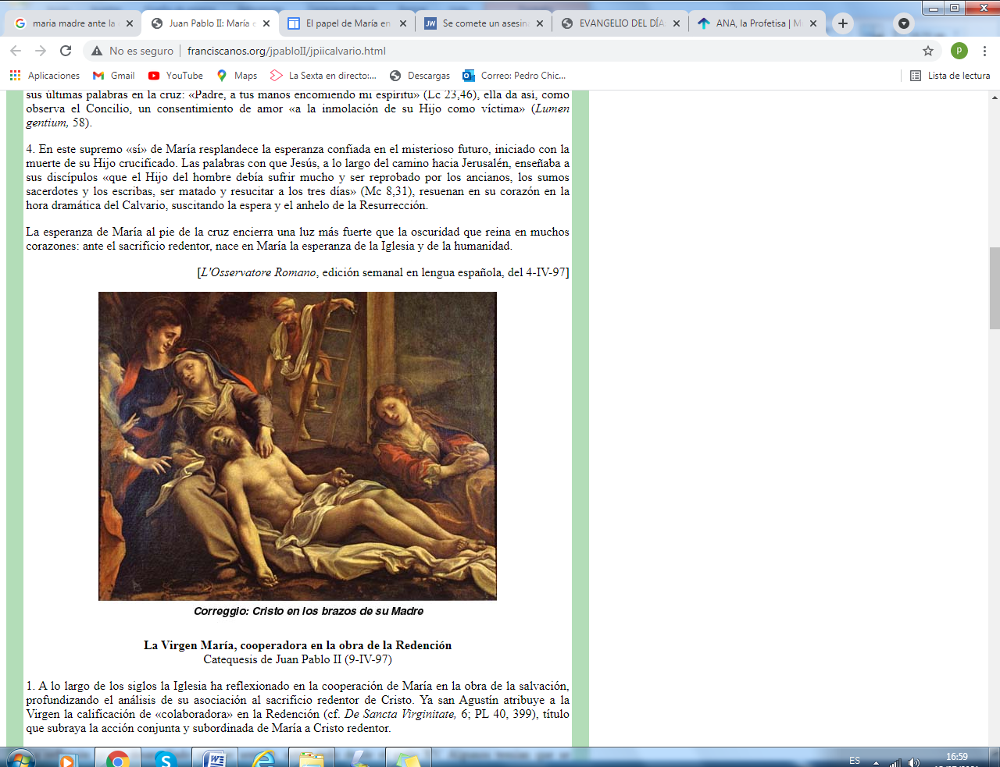 maria madre ante la
Juan Pablo II: María e
El papel de María en
Se comete un asesin
EVANGELIO DEL DÍA
ANA, la Profetisa | M
No es seguro
franciscanos.org/jpabloII/jpiicalvario.html
p
Aplicaciones
Gmail
YouTube
Maps
La Sexta en directo:...
Descargas
Correo: Pedro Chic...
Lista de lectura
sus últimas palabras en la cruz: «Padre, a tus manos encomiendo mi espíritu» (Lc 23,46), ella da así, como
observa el Concilio, un consentimiento de amor «a la inmolación de su Hijo como víctima» (Lumen
gentium, 58).
4. En este supremo «sí» de María resplandece la esperanza confiada en el misterioso futuro, iniciado con la
muerte de su Hijo crucificado. Las palabras con que Jesús, a lo largo del camino hacia Jerusalén, enseñaba a
sus discípulos «que el Hijo del hombre debía sufrir mucho y ser reprobado por los ancianos, los sumos
sacerdotes y los escribas, ser matado y resucitar a los tres días» (Mc 8,31), resuenan en su corazón en la
hora dramática del Calvario, suscitando la espera y el anhelo de la Resurrección.
La esperanza de María al pie de la cruz encierra una luz más fuerte que la oscuridad que reina en muchos
corazones: ante el sacrificio redentor, nace en María la esperanza de la Iglesia y de la humanidad.
[L'Osservatore Romano, edición semanal en lengua española, del 4-IV-97]
Correggio: Cristo en los brazos de su Madre
La Virgen María, cooperadora en la obra de la Redención
Catequesis de Juan Pablo II (9-IV-97)
1. A lo largo de los siglos la Iglesia ha reflexionado en la cooperación de María en la obra de la salvación,
profundizando el análisis de su asociación al sacrificio redentor de Cristo. Ya san Agustín atribuye a la
Virgen la calificación de «colaboradora» en la Redención (cf. De Sancta Virginitate, 6; PL 40, 399), título
que subraya la acción conjunta y subordinada de María a Cristo redentor.
ES
16:59